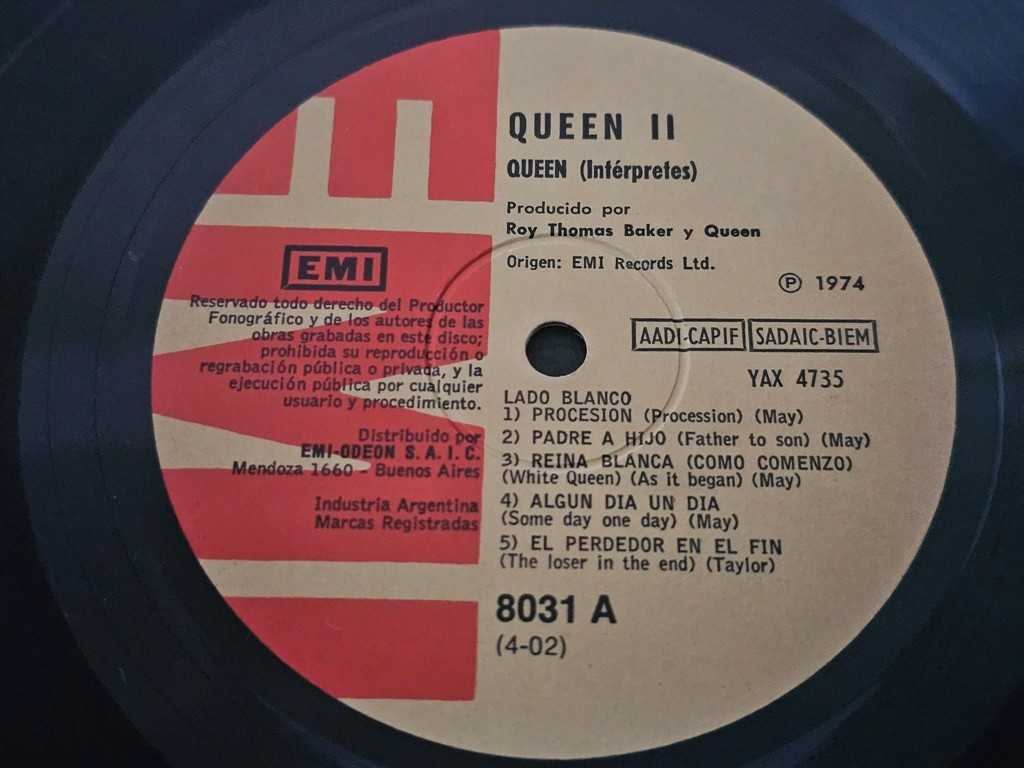 QUEEN II
QUEEN (Intérpretes)
Producido por
Roy Thomas Baker y Queen
Origen: EMI Records Ltd.
Ⓟ 1974
AADI-CAPIF SADAIC-BIEM
YAX 4735
EMI
EMI
Reservado todo derecho del Productor
Fonográfico y de los autores de las
obras grabadas en este disco;
prohibida su reproducción o
regrabación pública o privada, y la
ejecución pública por cualquier
usuario y procedimiento.
Distribuido por
EMI-ODEON S.A.I.C.
Mendoza 1660 - Buenos Aires
Industria Argentina
Marcas Registradas
LADO BLANCO
1) PROCESION (Procession) (May)
2) PADRE A HIJO (Father to son) (May)
3) REINA BLANCA (COMO COMENZO)
(White Queen) (As it began) (May)
4) ALGUN DIA UN DIA
(Some day one day) (May)
5) EL PERDEDOR EN EL FIN
(The loser in the end) (Taylor)
8031 A
(4-02)